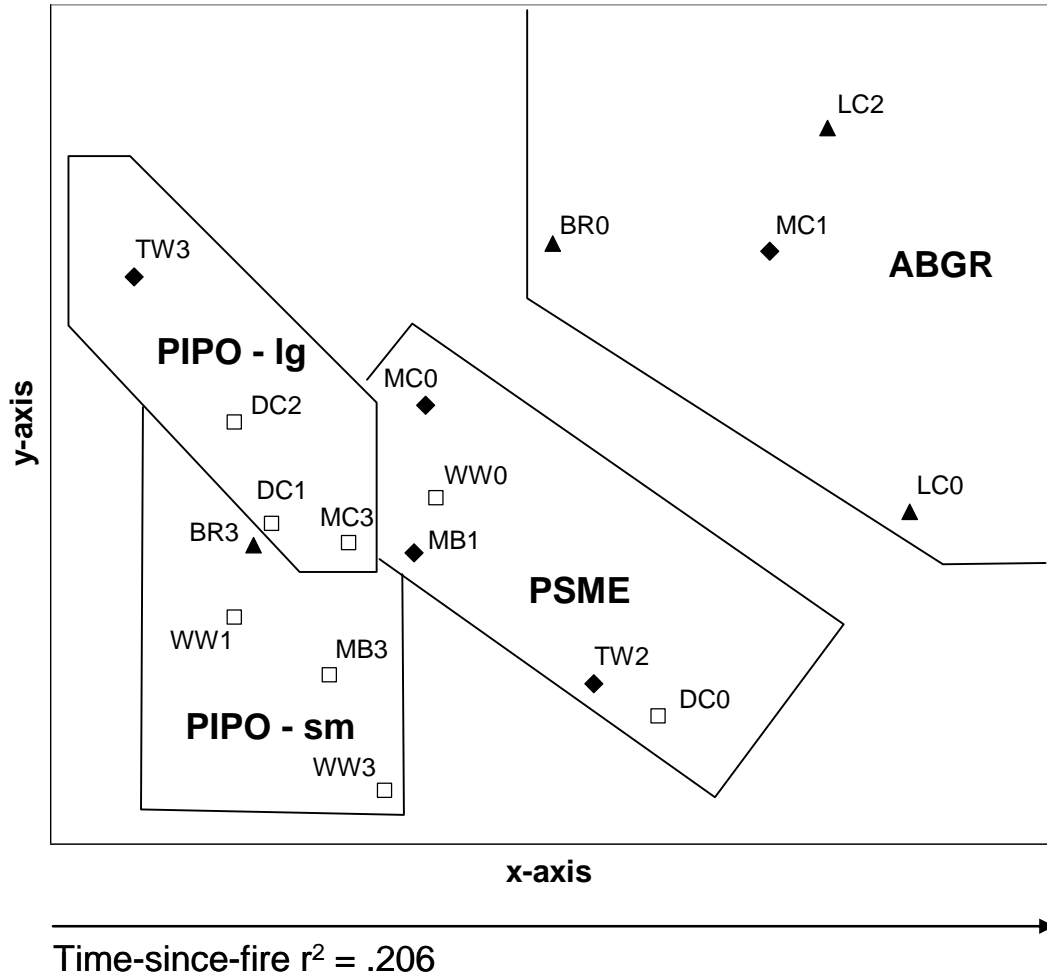 LC2
BR0
MC1
ABGR
TW3
PIPO - lg
MC0
DC2
WW0
LC0
DC1
MC3
BR3
MB1
PSME
WW1
MB3
TW2
DC0
PIPO - sm
WW3
y-axis
x-axis
Time-since-fire r² = .206